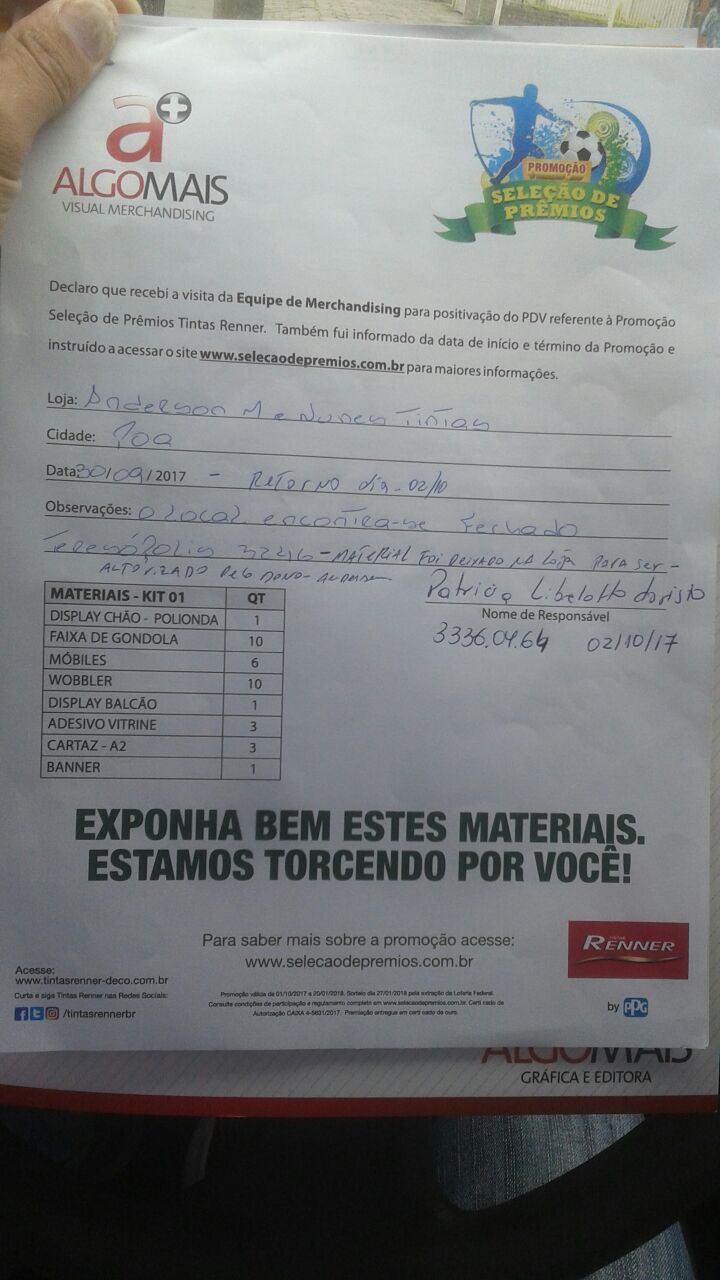 a+
ALGOMAIS
VISUAL MERCHANDISING
PROMOÇÃO
SELEÇÃO DE
PRÊMIOS
Declaro que recebi a visita da Equipe de Merchandising para positivação do PDV referente à Promoção
Seleção de Prêmios Tintas Renner. Também fui informado da data de início e término da Promoção e
instruído a acessar o site www.selecaodepremios.com.br para maiores informações.
Loja: Anderson M e Nunes Tintas
Cidade: Poa
Data: 30/09/2017 - RETORNO dia - 02/10
Observações: O local encontra-se Fechado
Teresópolis 3246 - MATERIAL FOI DEIXADO NA LOJA PARA SER -
AUTORIZADO PELO DONO -
Patricia Libelotto
Nome de Responsável
3336.04.64 02/10/17
MATERIAIS - KIT 01 QT
DISPLAY CHÃO - POLIONDA 1
FAIXA DE GONDOLA 10
MÓBILES 6
WOBBLER 10
DISPLAY BALCÃO 1
ADESIVO VITRINE 3
CARTAZ - A2 3
BANNER 1
EXPONHA BEM ESTES MATERIAIS.
ESTAMOS TORCENDO POR VOCÊ!
Para saber mais sobre a promoção acesse:
www.selecaodepremios.com.br
TINTAS
RENNER
Acesse:
www.tintasrenner-deco.com.br
Curta e siga Tintas Renner nas Redes Sociais:
/tintasrennerbr
Promoção válida de 01/10/2017 a 20/01/2018. Sorteio dia 27/01/2018 pela extração da Loteria Federal.
Consulte condições de participação e regulamento completo em www.selecaodepremios.com.br. Certi cado de
Autorização CAIXA 4-5631/2017. Premiação entregue em certi cado de ouro.
by PPG
ALGOMAIS
GRÁFICA E EDITORA